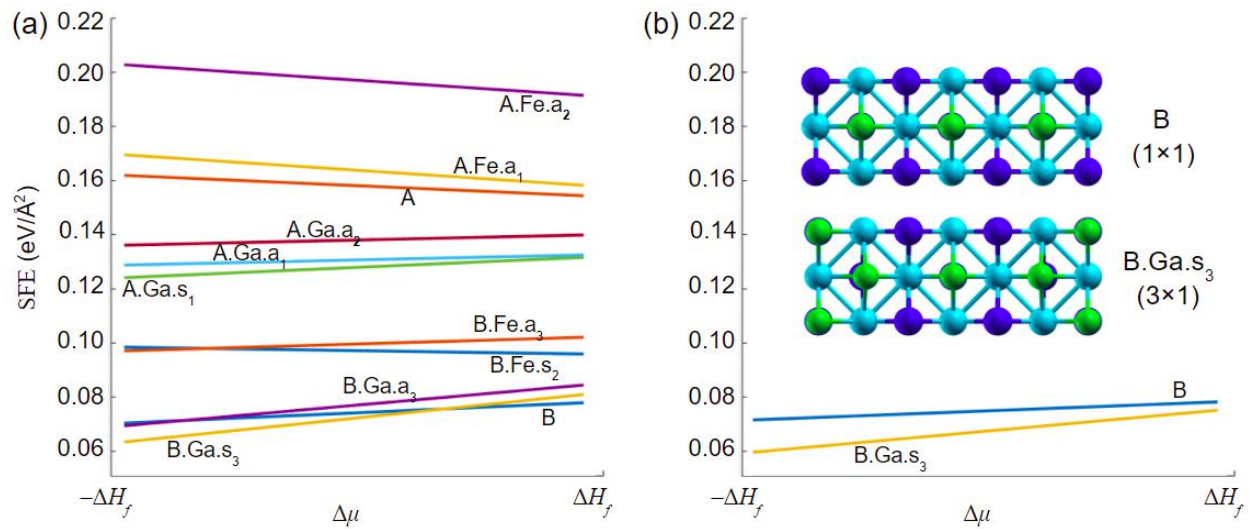 (a)
0.22
0.20
0.18
0.16
0.14
0.12
0.10
0.08
0.06
SFE (eV/Å²)
A.Fe.a₂
A.Fe.a₁
A
A.Ga.a₂
A.Ga.a₁
A.Ga.s₁
B.Fe.a₃
B.Fe.s₂
B.Ga.a₃
B
B.Ga.s₃
−ΔH_f
Δμ
ΔH_f
(b)
0.22
0.20
0.18
0.16
0.14
0.12
0.10
0.08
0.06
B
(1×1)
B.Ga.s₃
(3×1)
B
B.Ga.s₃
−ΔH_f
Δμ
ΔH_f